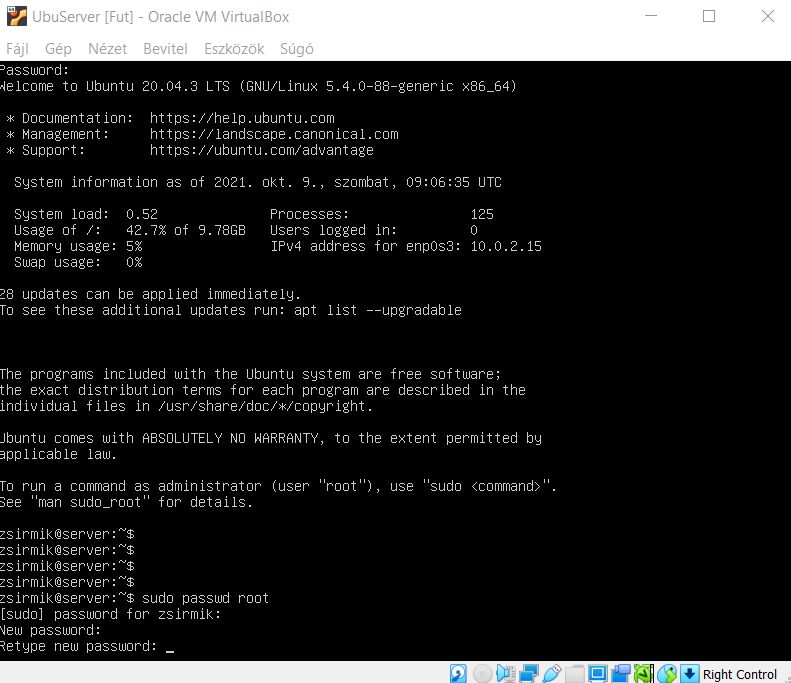 UbuServer [Fut] - Oracle VM VirtualBox
Fájl Gép Nézet Bevitel Eszközök Súgó
Password:
Welcome to Ubuntu 20.04.3 LTS (GNU/Linux 5.4.0-88-generic x86_64)
* Documentation: https://help.ubuntu.com
* Management: https://landscape.canonical.com
* Support: https://ubuntu.com/advantage
System information as of 2021. okt. 9., szombat, 09:06:35 UTC
System load: 0.52 Processes: 125
Usage of /: 42.7% of 9.78GB Users logged in: 0
Memory usage: 5% IPv4 address for enp0s3: 10.0.2.15
Swap usage: 0%
28 updates can be applied immediately.
To see these additional updates run: apt list --upgradable
The programs included with the Ubuntu system are free software;
the exact distribution terms for each program are described in the
individual files in /usr/share/doc/*/copyright.
Ubuntu comes with ABSOLUTELY NO WARRANTY, to the extent permitted by
applicable law.
To run a command as administrator (user "root"), use "sudo <command>".
See "man sudo_root" for details.
zsirmik@server:~$
zsirmik@server:~$
zsirmik@server:~$
zsirmik@server:~$
zsirmik@server:~$ sudo passwd root
[sudo] password for zsirmik:
New password:
Retype new password: _
Right Control